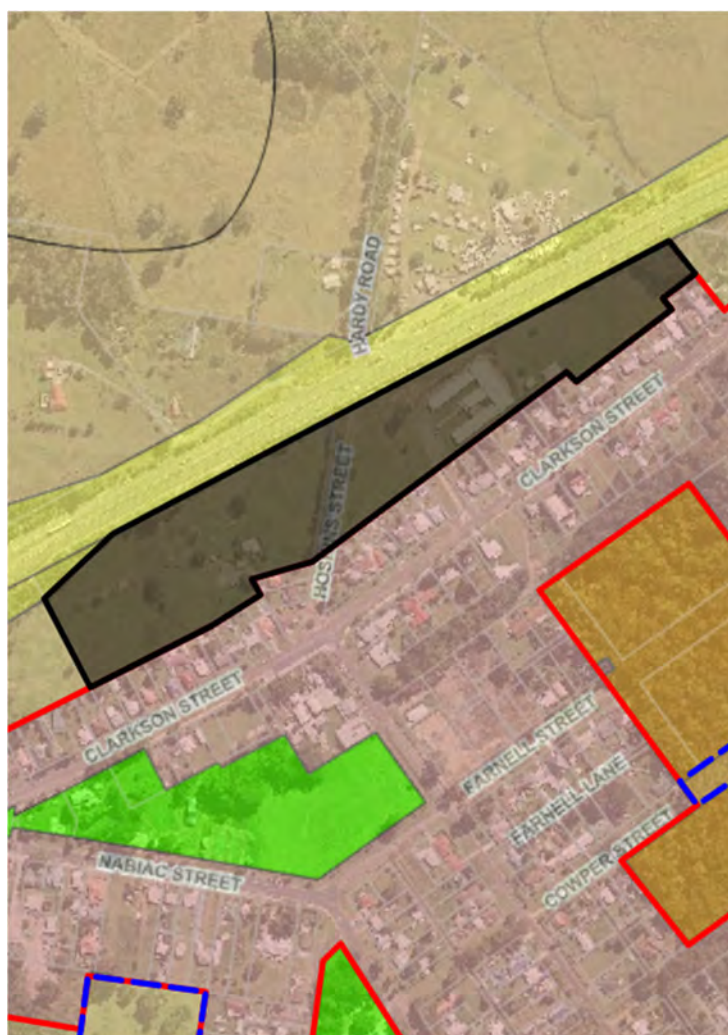 HARDY ROAD
CLARKSON STREET
STREET
CLARKSON STREET
FARNELL STREET
FARNELL LANE
COWPER STREET
NABIAC STREET